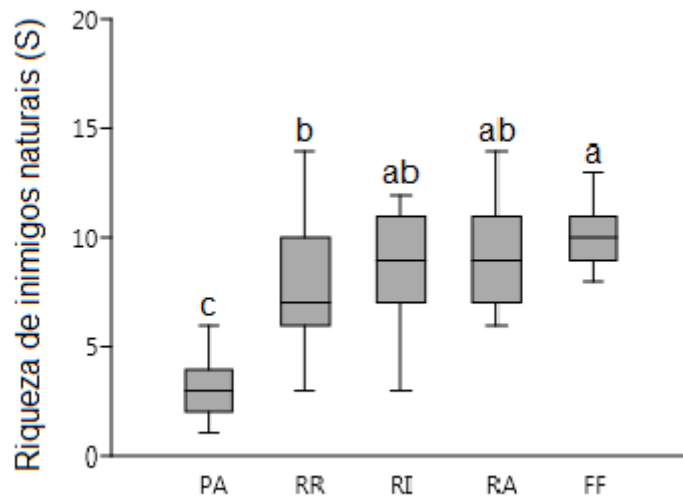 Riqueza de inimigos naturais (S)
20
15
10
5
0
c
b
ab
ab
a
PA RR RI RA FF